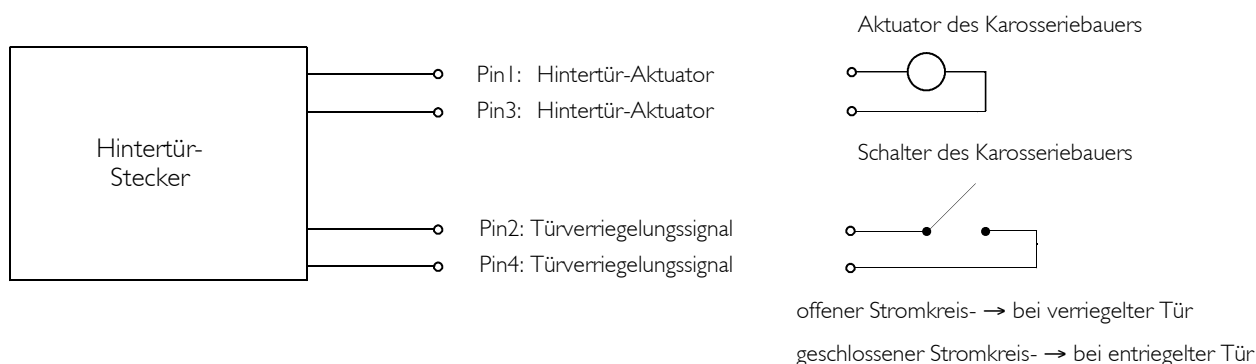 Aktuator des Karosseriebauers
Pin1: Hintertür-Aktuator
Pin3: Hintertür-Aktuator
Hintertür-
Stecker
Schalter des Karosseriebauers
Pin2: Türverriegelungssignal
Pin4: Türverriegelungssignal
offener Stromkreis- → bei verriegelter Tür
geschlossener Stromkreis- → bei entriegelter Tür